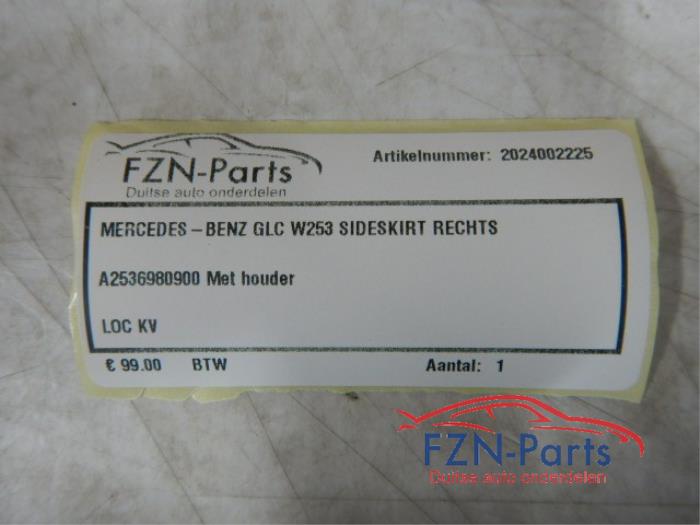 FZN-Parts
Duitse auto onderdelen
Artikelnummer: 2024002225
MERCEDES-BENZ GLC W253 SIDESKIRT RECHTS
A2536980900 Met houder
LOC KV
€ 99.00 BTW Aantal: 1
FZN-Parts
Duitse auto onderdelen